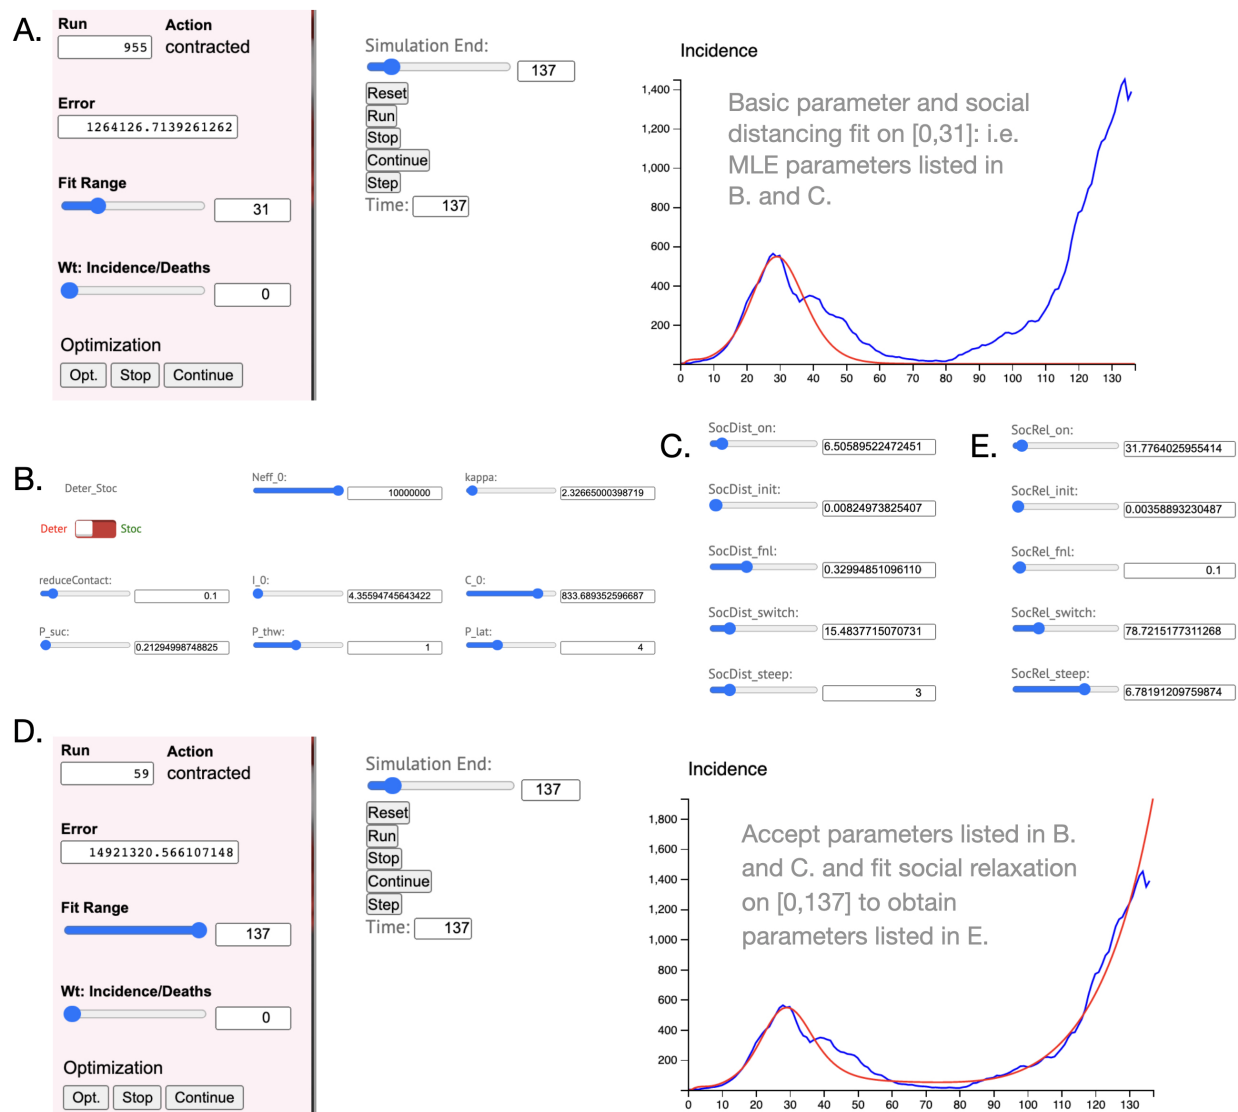 A.
Run
Action
955
contracted
Error
1264126.7139261262
Fit Range
31
Wt: Incidence/Deaths
0
Optimization
Opt.
Stop
Continue
Simulation End:
137
Reset
Run
Stop
Continue
Step
Time:
137
Incidence
1,400
1,200
1,000
800
600
400
200
0 10 20 30 40 50 60 70 80 90 100 110 120 130
Basic parameter and social
distancing fit on [0,31]: i.e.
MLE parameters listed in
B. and C.
B.
Deter_Stoc
Deter
Stoc
Neff_0:
10000000
kappa:
2.32665000398719
reduceContact:
0.1
I_0:
4.35594745643422
C_0:
833.689352596687
P_suc:
0.21294998748825
P_thw:
1
P_lat:
4
C.
SocDist_on:
6.50589522472451
SocDist_init:
0.00824973825407
SocDist_fnl:
0.32994851096110
SocDist_switch:
15.4837715070731
SocDist_steep:
3
E.
SocRel_on:
31.7764025955414
SocRel_init:
0.00358893230487
SocRel_fnl:
0.1
SocRel_switch:
78.7215177311268
SocRel_steep:
6.78191209759874
D.
Run
Action
59
contracted
Error
14921320.566107148
Fit Range
137
Wt: Incidence/Deaths
0
Optimization
Opt.
Stop
Continue
Simulation End:
137
Reset
Run
Stop
Continue
Step
Time:
137
Incidence
1,800
1,600
1,400
1,200
1,000
800
600
400
200
0 10 20 30 40 50 60 70 80 90 100 110 120 130
Accept parameters listed in B.
and C. and fit social relaxation
on [0,137] to obtain
parameters listed in E.